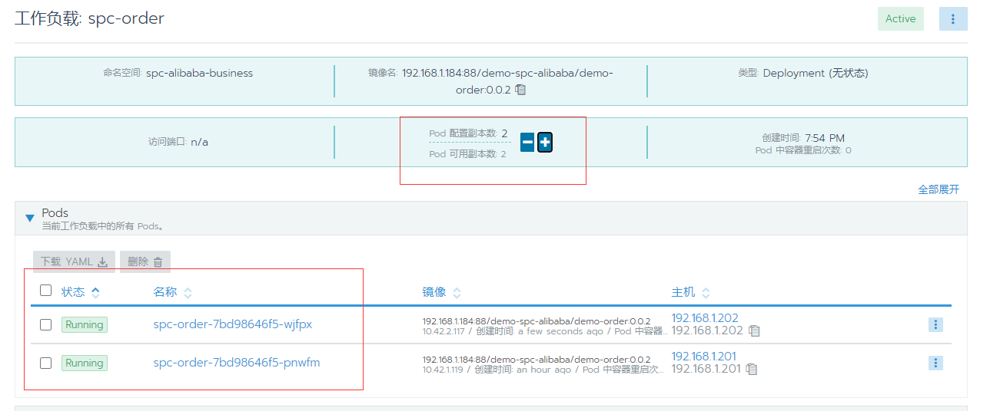 工作负载: spc-order
Active
命名空间: spc-alibaba-business
镜像名: 192.168.1.184:88/demo-spc-alibaba/demo-
order:0.0.2
类型: Deployment (无状态)
访问端口: n/a
Pod 配置副本数: 2
Pod 可用副本数: 2
创建时间: 7:54 PM
Pod 中容器重启次数: 0
全部展开
Pods
当前工作负载中的所有 Pods。
下载 YAML
删除
状态 名称 镜像 主机
Running spc-order-7bd98646f5-wjfpx
192.168.1.184:88/demo-spc-alibaba/demo-order:0.0.2
10.42.2.117 / 创建时间: a few seconds ago / Pod 中容器...
192.168.1.202
192.168.1.202
Running spc-order-7bd98646f5-pnwfm
192.168.1.184:88/demo-spc-alibaba/demo-order:0.0.2
10.42.1.119 / 创建时间: an hour ago / Pod 中容器重启次...
192.168.1.201
192.168.1.201